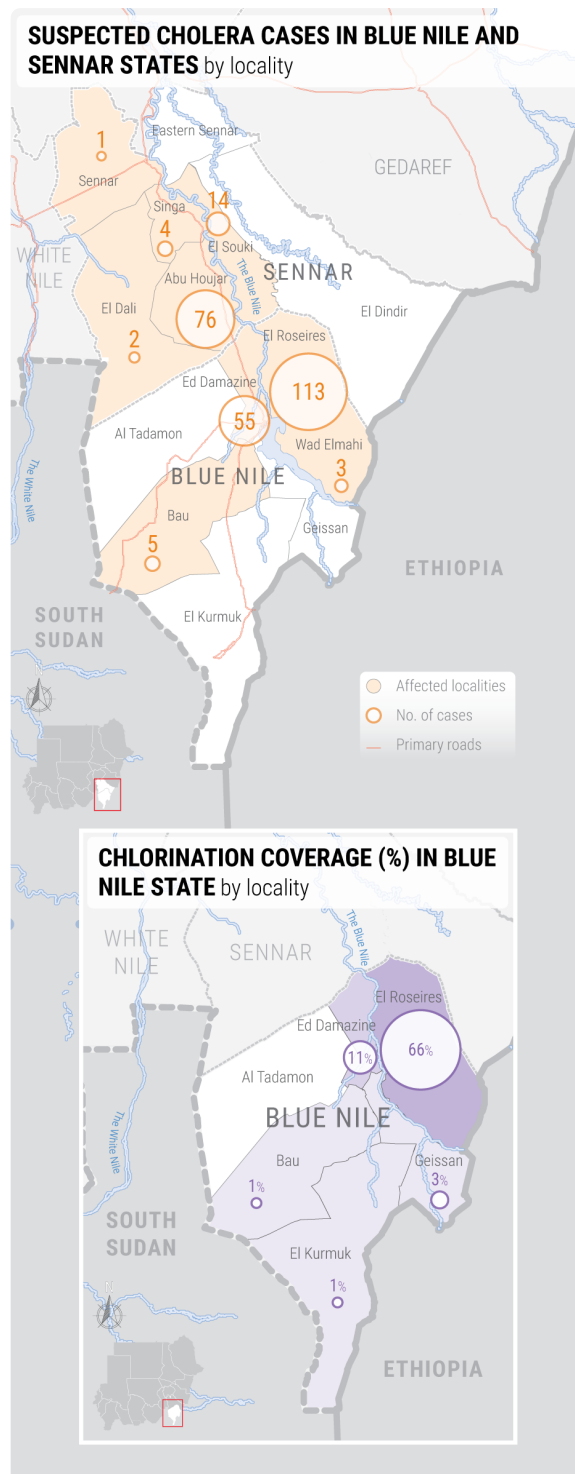 SUSPECTED CHOLERA CASES IN BLUE NILE AND
SENNAR STATES by locality
Eastern Sennar
1
GEDAREF
Sennar
14
Singa
4
El Souki
WHITE
NILE
SENNAR
Abu Houjar
The Blue Nile
El Dali
76
El Dindir
2
El Roseires
Ed Damazine
113
55
Al Tadamon
Wad Elmahi
3
BLUE NILE
The White Nile
Bau
Geissan
5
ETHIOPIA
SOUTH
SUDAN
El Kurmuk
N
Affected localities
No. of cases
Primary roads
CHLORINATION COVERAGE (%) IN BLUE
NILE STATE by locality
The Blue Nile
WHITE
NILE
SENNAR
El Roseires
Ed Damazine
66%
11%
Al Tadamon
BLUE NILE
The White Nile
Bau
Geissan
1%
3%
SOUTH
SUDAN
El Kurmuk
1%
N
ETHIOPIA